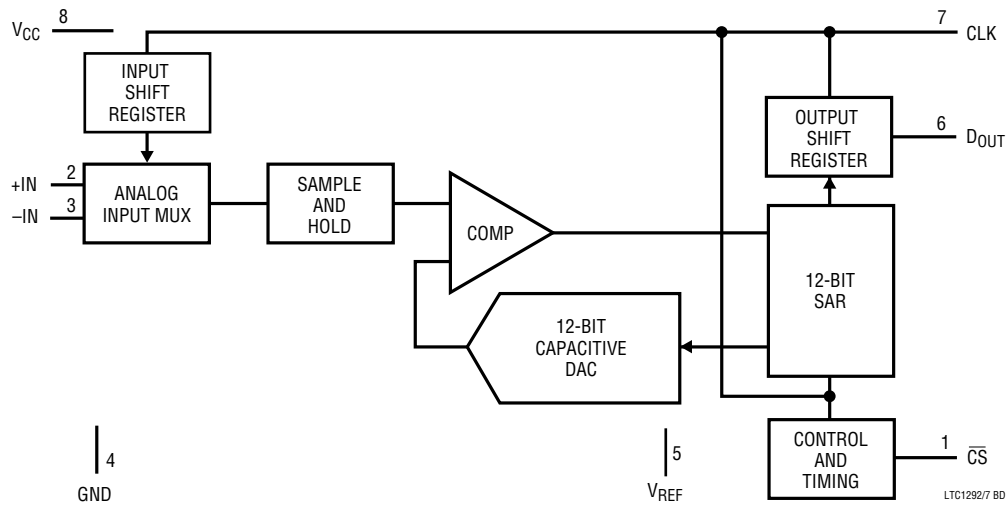 VCC 8
7 CLK
INPUT
SHIFT
REGISTER
OUTPUT
SHIFT
REGISTER
6 DOUT
+IN 2
–IN 3
ANALOG
INPUT MUX
SAMPLE
AND
HOLD
COMP
12-BIT
SAR
12-BIT
CAPACITIVE
DAC
CONTROL
AND
TIMING
1 C̅S̅
4
GND
5
VREF
LTC1292/7 BD